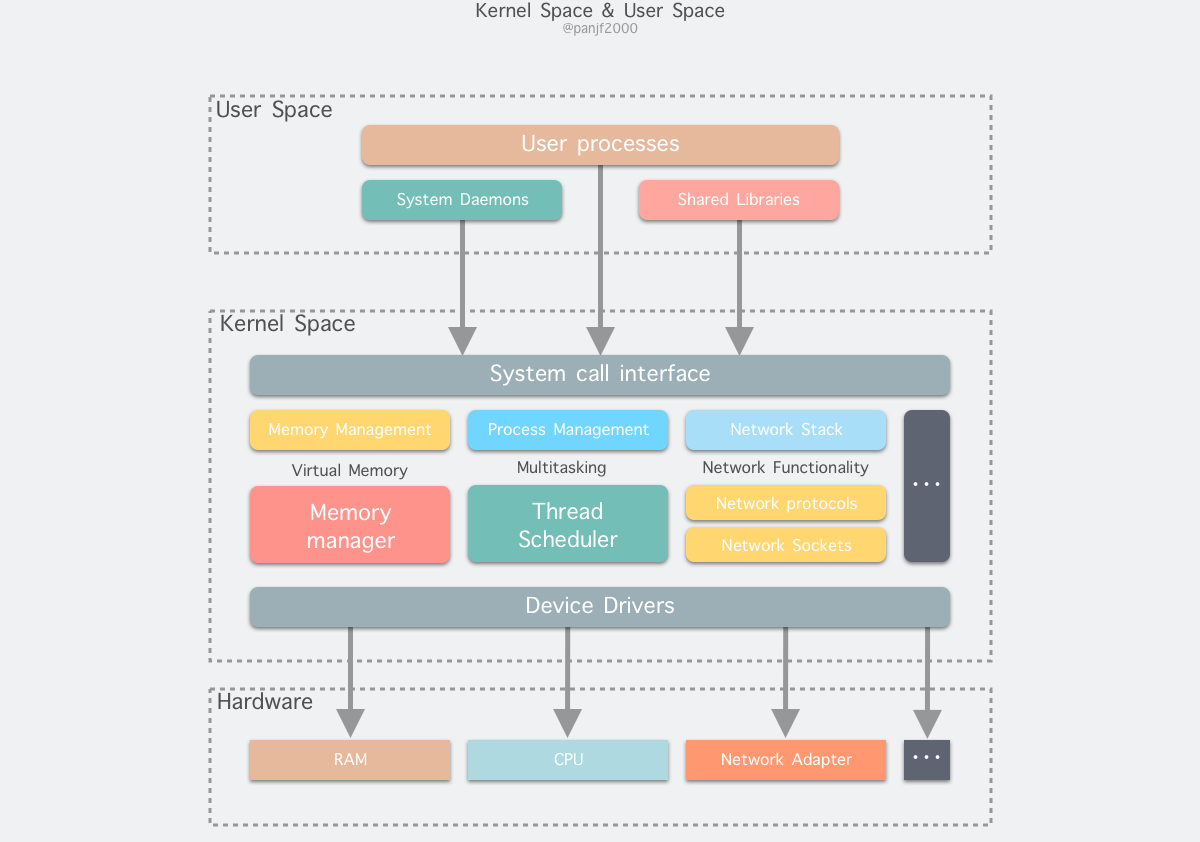 Kernel Space & User Space
@panjf2000
User Space
User processes
System Daemons
Shared Libraries
Kernel Space
System call interface
Memory Management
Process Management
Network Stack
Virtual Memory
Multitasking
Network Functionality
...
Memory
manager
Thread
Scheduler
Network protocols
Network Sockets
Device Drivers
Hardware
RAM
CPU
Network Adapter
...